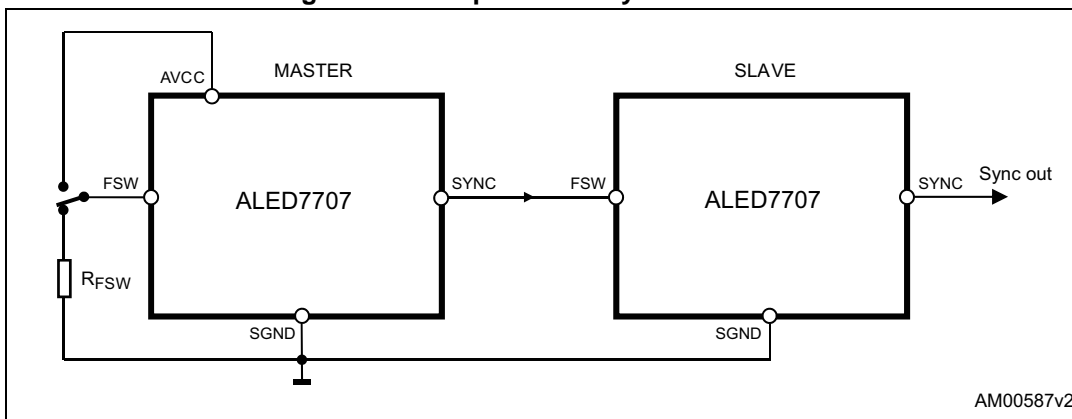 AVCC
MASTER
SLAVE
FSW
ALED7707
SYNC
FSW
ALED7707
SYNC
Sync out
RFSW
SGND
SGND
AM00587v2